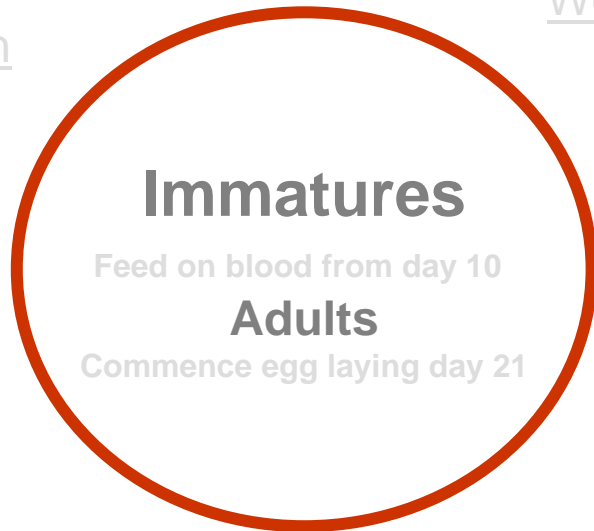 Immatures
Feed on blood from day 10
Adults
Commence egg laying day 21